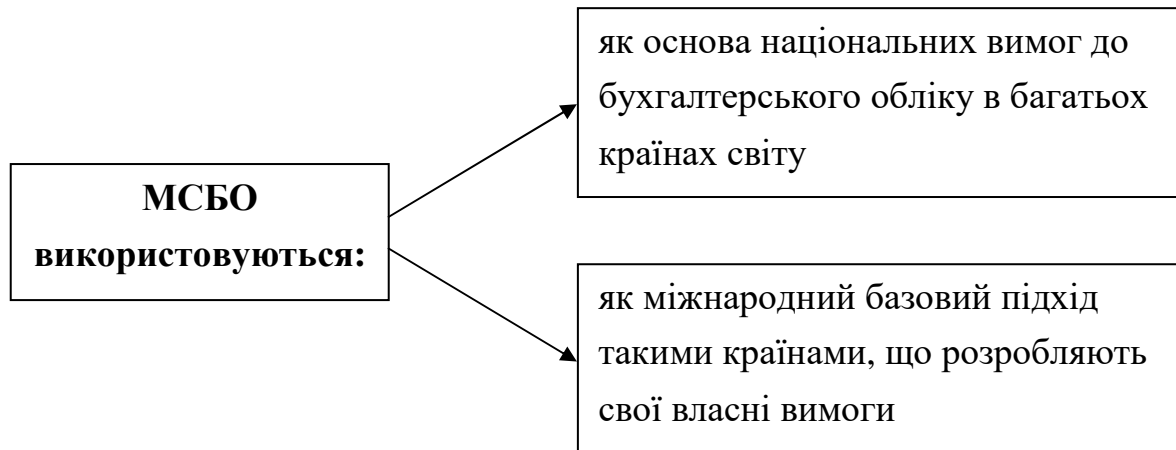 МСБО
використовуються:
як основа національних вимог до
бухгалтерського обліку в багатьох
країнах світу
як міжнародний базовий підхід
такими країнами, що розробляють
свої власні вимоги